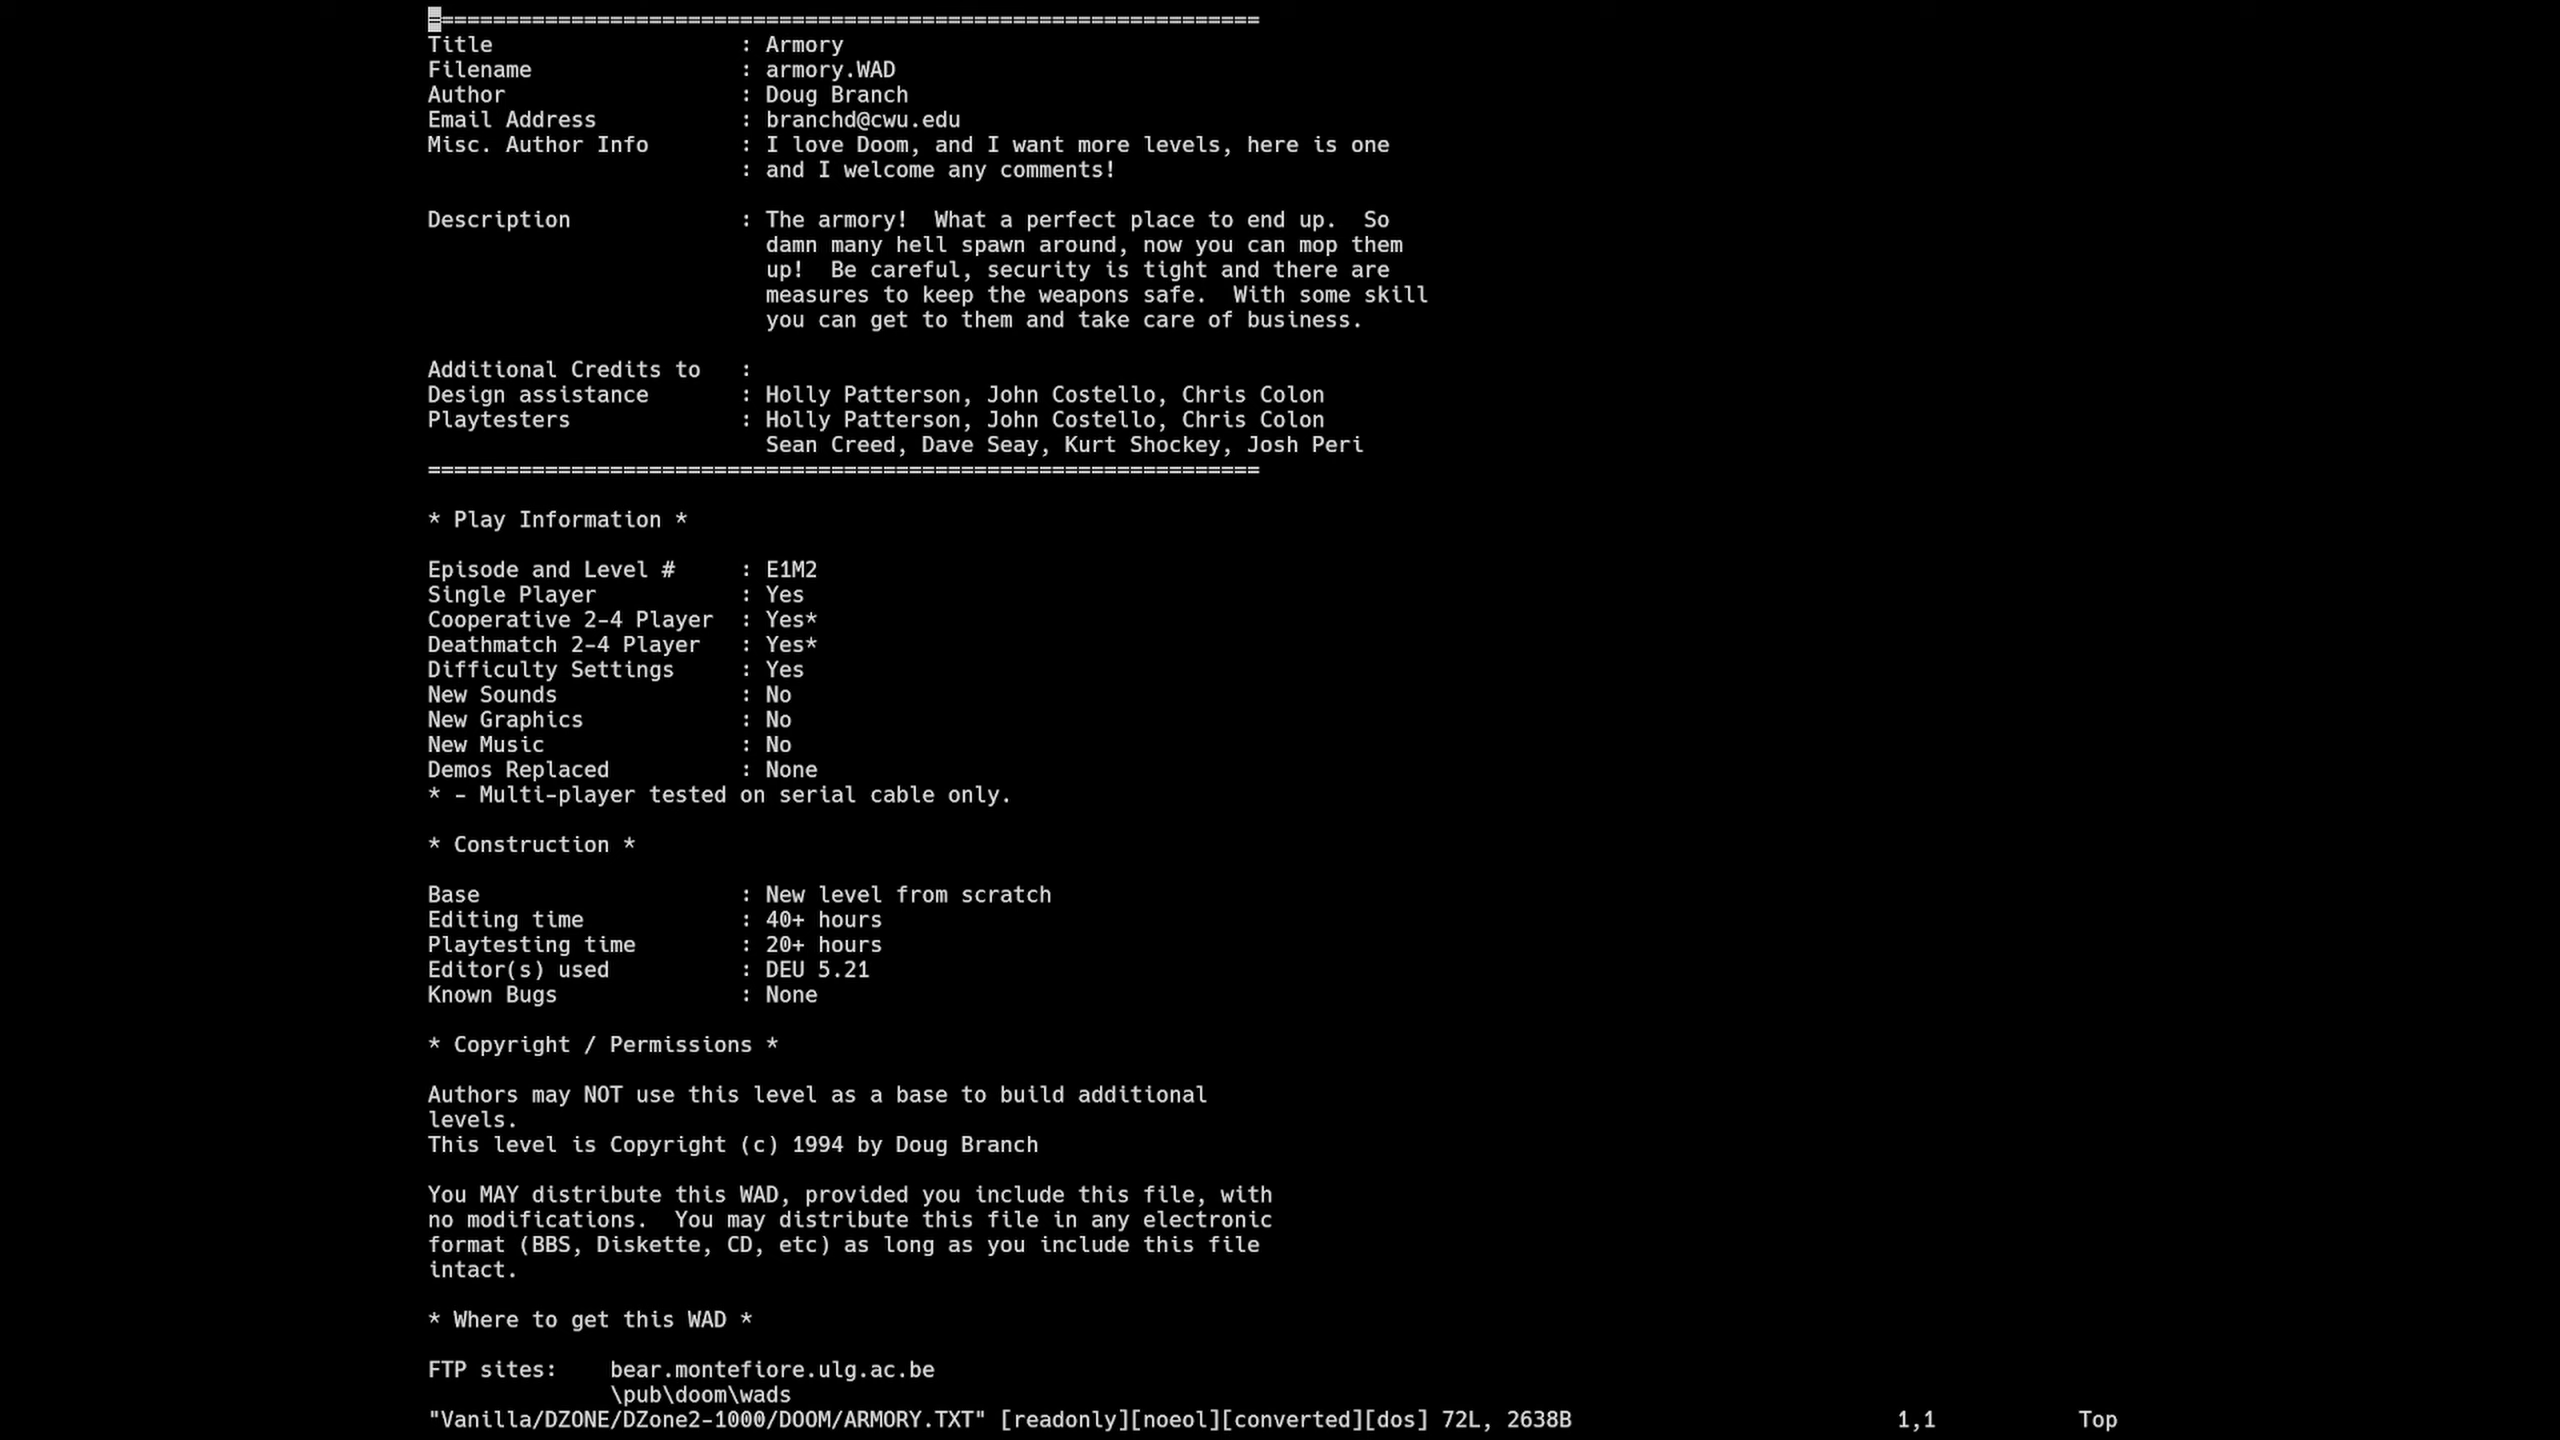 ================================================================
Title                   : Armory
Filename                : armory.WAD
Author                  : Doug Branch
Email Address           : branchd@cwu.edu
Misc. Author Info       : I love Doom, and I want more levels, here is one
                        : and I welcome any comments!

Description             : The armory!  What a perfect place to end up.  So
                          damn many hell spawn around, now you can mop them
                          up!  Be careful, security is tight and there are
                          measures to keep the weapons safe.  With some skill
                          you can get to them and take care of business.

Additional Credits to   :
Design assistance       : Holly Patterson, John Costello, Chris Colon
Playtesters             : Holly Patterson, John Costello, Chris Colon
                          Sean Creed, Dave Seay, Kurt Shockey, Josh Peri
================================================================

* Play Information *

Episode and Level #     : E1M2
Single Player           : Yes
Cooperative 2-4 Player  : Yes*
Deathmatch 2-4 Player   : Yes*
Difficulty Settings     : Yes
New Sounds              : No
New Graphics            : No
New Music               : No
Demos Replaced          : None
* - Multi-player tested on serial cable only.

* Construction *

Base                    : New level from scratch
Editing time            : 40+ hours
Playtesting time        : 20+ hours
Editor(s) used          : DEU 5.21
Known Bugs              : None

* Copyright / Permissions *

Authors may NOT use this level as a base to build additional
levels.
This level is Copyright (c) 1994 by Doug Branch

You MAY distribute this WAD, provided you include this file, with
no modifications.  You may distribute this file in any electronic
format (BBS, Diskette, CD, etc) as long as you include this file
intact.

* Where to get this WAD *

FTP sites:    bear.montefiore.ulg.ac.be
              \pub\doom\wads
"Vanilla/DZONE/DZone2-1000/DOOM/ARMORY.TXT" [readonly][noeol][converted][dos] 72L, 2638B                         1,1           Top